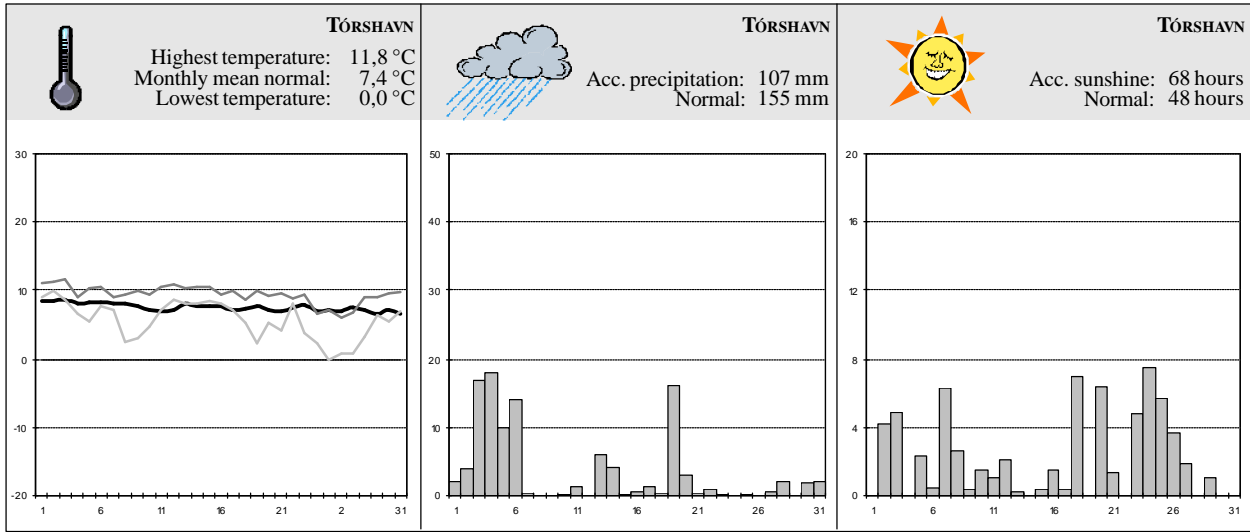 TÓRSHAVN
Highest temperature: 11,8 °C
Monthly mean normal: 7,4 °C
Lowest temperature: 0,0 °C
30
20
10
0
-10
-20
1 6 11 16 21 2 31
TÓRSHAVN
Acc. precipitation: 107 mm
Normal: 155 mm
50
40
30
20
10
0
1 6 11 16 21 26 31
TÓRSHAVN
Acc. sunshine: 68 hours
Normal: 48 hours
20
16
12
8
4
0
1 6 11 16 21 26 31